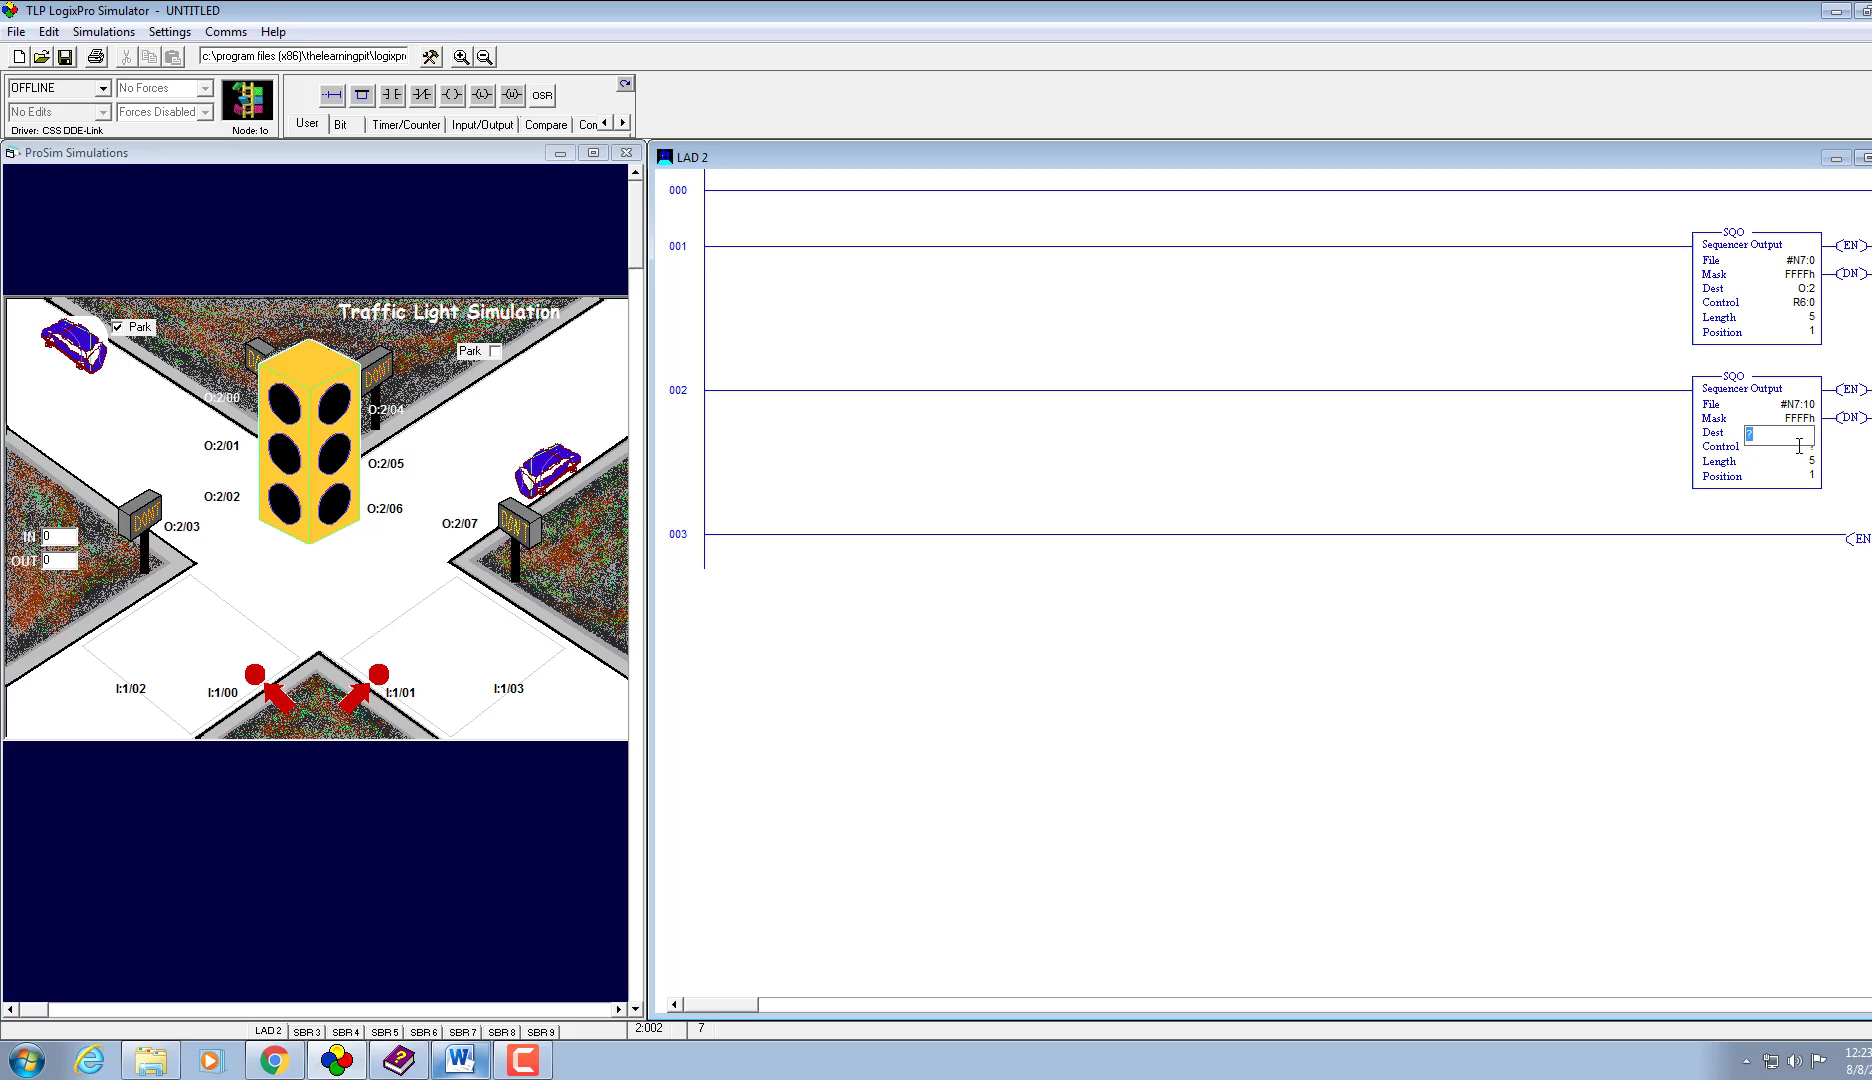 TLP LogixPro Simulator - UNTITLED
File Edit Simulations Settings Comms Help
c:\program files (x86)\thelearningpit\logixpr
OFFLINE No Forces
No Edits Forces Disabled
Driver: CSS DDE-Link Node: 1o
OSR
User Bit Timer/Counter Input/Output Compare Con
ProSim Simulations
Traffic Light Simulation
Park
Park
DONT
O:2/00
O:2/04
O:2/01
O:2/05
O:2/02
O:2/06
DONT
O:2/03
O:2/07
DONT
IN 0
OUT 0
I:1/02
I:1/00
I:1/01
I:1/03
LAD 2
000
001
SQO
Sequencer Output
File #N7:0
Mask FFFFh
Dest O:2
Control R6:0
Length 5
Position 1
EN
DN
002
SQO
Sequencer Output
File #N7:10
Mask FFFFh
Dest ?
Control
Length 5
Position 1
EN
DN
003
EN
LAD 2 SBR 3 SBR 4 SBR 5 SBR 6 SBR 7 SBR 8 SBR 9
2:002 7
12:23
8/8/